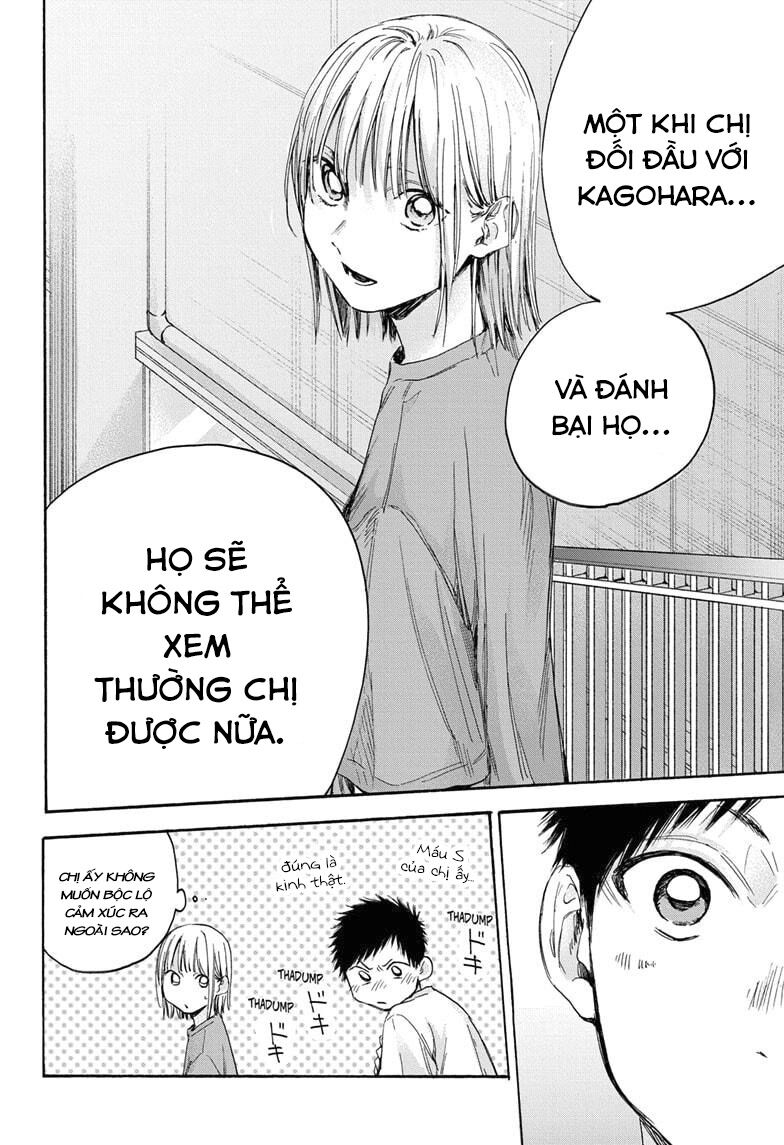 MỘT KHI CHỊ
ĐỐI ĐẦU VỚI
KAGOHARA...
VÀ ĐÁNH
BẠI HỌ...
HỌ SẼ
KHÔNG THỂ
XEM
THƯỜNG CHỊ
ĐƯỢC NỮA.
Máu S
của chị ấy...
đúng là
kinh thật.
THADUMP
ドキ
THADUMP
THADUMP
ドキ
CHỊ ẤY KHÔNG
MUỐN BỘC LỘ
CẢM XÚC RA
NGOÀI SAO?